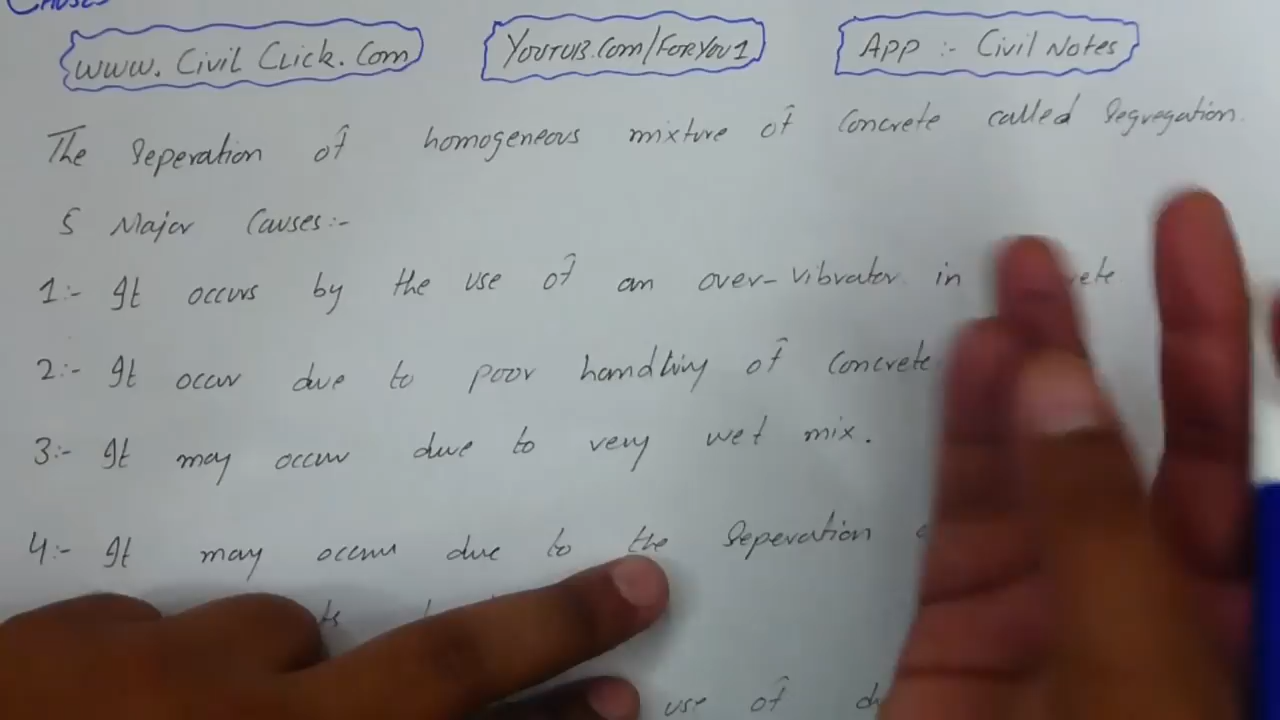 Causes
www. Civil Click. Com
YOUTUB.Com/FORYOU1
APP :- Civil Notes
The Seperation of homogeneous mixture of Concrete called Segregation.
5 Major Causes:-
1:- It occurs by the use of an over-vibrater in
2:- It occur due to poor handling of Concrete
3:- It may occur due to very wet mix.
4:- It may occur due to the Seperation
use of